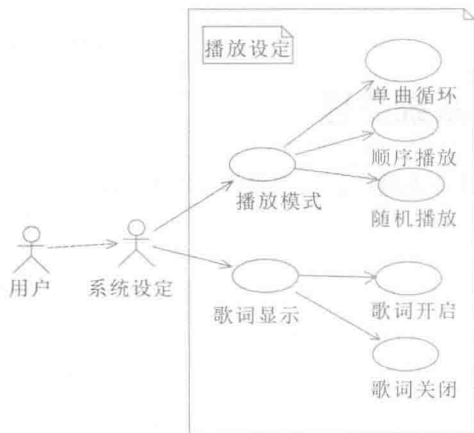 播放设定
单曲循环
顺序播放
播放模式
随机播放
用户
系统设定
歌词显示
歌词开启
歌词关闭